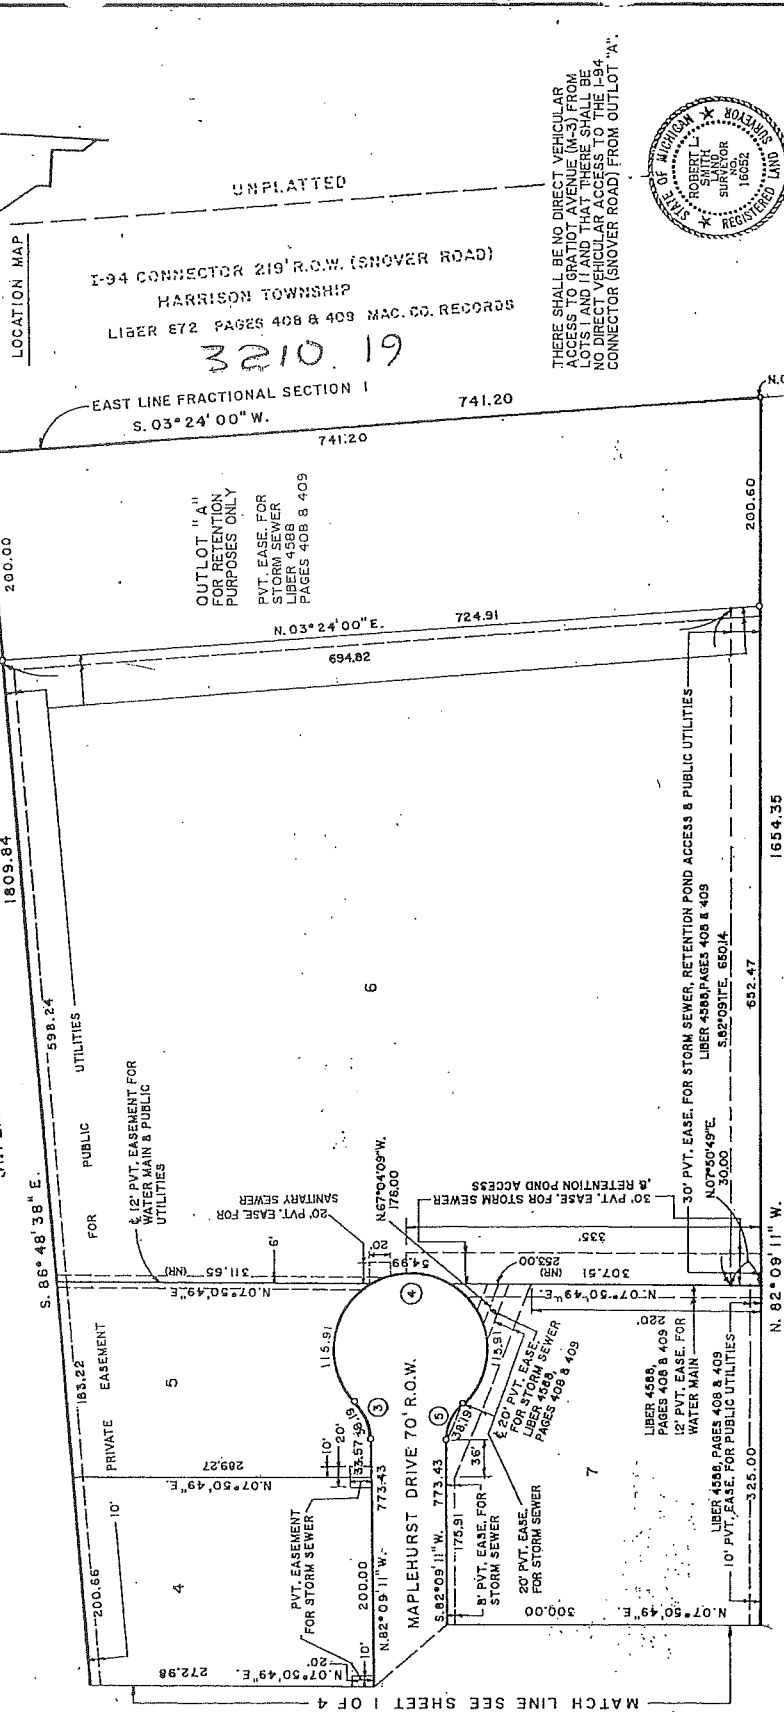 LOCATION MAP
UNPLATTED
I-94 CONNECTOR 219' R.O.W. (SNOVER ROAD)
HARRISON TOWNSHIP
LIBER 872 PAGES 408 & 409 MAC. CO. RECORDS
3210.19
EAST LINE FRACTIONAL SECTION 1
S. 03° 24' 00" W.
741.20
741.20
THERE SHALL BE NO DIRECT VEHICULAR
ACCESS TO GRATIOT AVENUE (M-3) FROM
LOTS 1 AND 11 AND THAT THERE SHALL BE
NO DIRECT VEHICULAR ACCESS TO THE I-94
CONNECTOR (SNOVER ROAD) FROM OUTLOT "A".
STATE OF MICHIGAN
ROBERT L.
SMITH
LAND
SURVEYOR
NO.
16052
REGISTERED LAND SURVEYOR
200.00
OUTLOT "A"
FOR RETENTION
PURPOSES ONLY
PVT. EASE. FOR
STORM SEWER
LIBER 4588
PAGES 408 & 409
200.60
N. 03° 24' 00" E.
724.91
694.82
1809.84
S. 86° 48' 38" E.
598.24
183.22
200.66
10'
PRIVATE EASEMENT FOR PUBLIC UTILITIES
₵ 12' PVT. EASEMENT FOR
WATER MAIN & PUBLIC
UTILITIES
6
5
4
7
20' PVT. EASE. FOR
SANITARY SEWER
6'
N. 07° 50' 49" E.
311.65 (NR)
N. 67° 04' 09" W.
176.00
20'
54.99
30' PVT. EASE. FOR STORM SEWER
& RETENTION POND ACCESS
335'
253.00
N. 07° 50' 49" E.
307.51 (NR)
220'
30' PVT. EASE. FOR STORM SEWER, RETENTION POND ACCESS & PUBLIC UTILITIES
LIBER 4588, PAGES 408 & 409
S. 82° 09' 11" E. 650.14
N. 07° 50' 49" E.
30.00
652.47
1654.35
N. 82° 09' 11" W.
115.91
4
3
5
38.19
115.91
38.19
33.57
10'
20'
N. 07° 50' 49" E.
289.27
PVT. EASEMENT
FOR STORM SEWER
N. 82° 09' 11" W.
200.00
773.43
MAPLEHURST DRIVE 70' R.O.W.
S. 82° 09' 11" W.
773.43
175.91
36'
8' PVT. EASE. FOR
STORM SEWER
20' PVT. EASE.
FOR STORM SEWER
₵ 20' PVT. EASE.
FOR STORM SEWER
LIBER 4588,
PAGES 408 & 409
LIBER 4588,
PAGES 408 & 409
12' PVT. EASE. FOR
WATER MAIN
LIBER 4588, PAGES 408 & 409
10' PVT. EASE. FOR PUBLIC UTILITIES
325.00
N. 07° 50' 49" E.
300.00
N. 07° 50' 49" E.
272.98
20'
10'
MATCH LINE SEE SHEET 1 OF 4